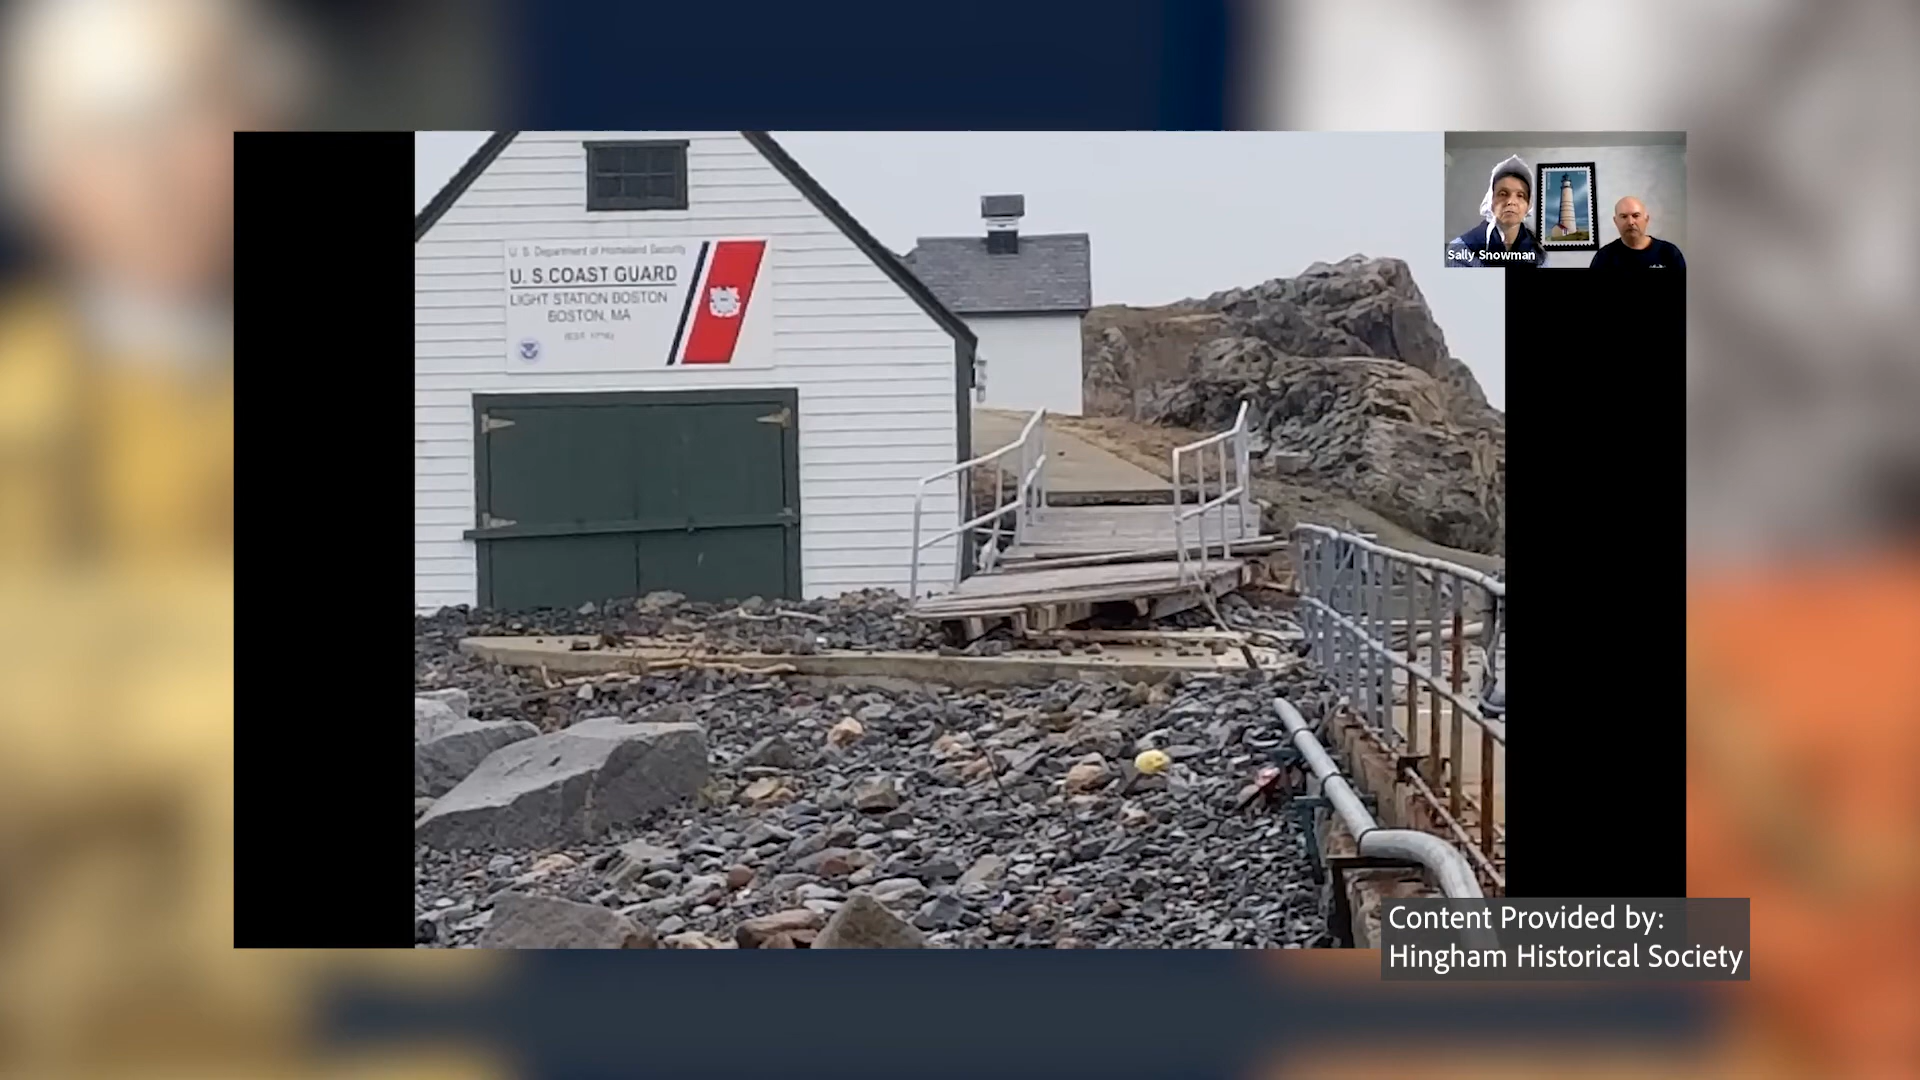 U. S. Department of Homeland Security
U. S. COAST GUARD
LIGHT STATION BOSTON
BOSTON, MA
Sally Snowman
Content Provided by:
Hingham Historical Society